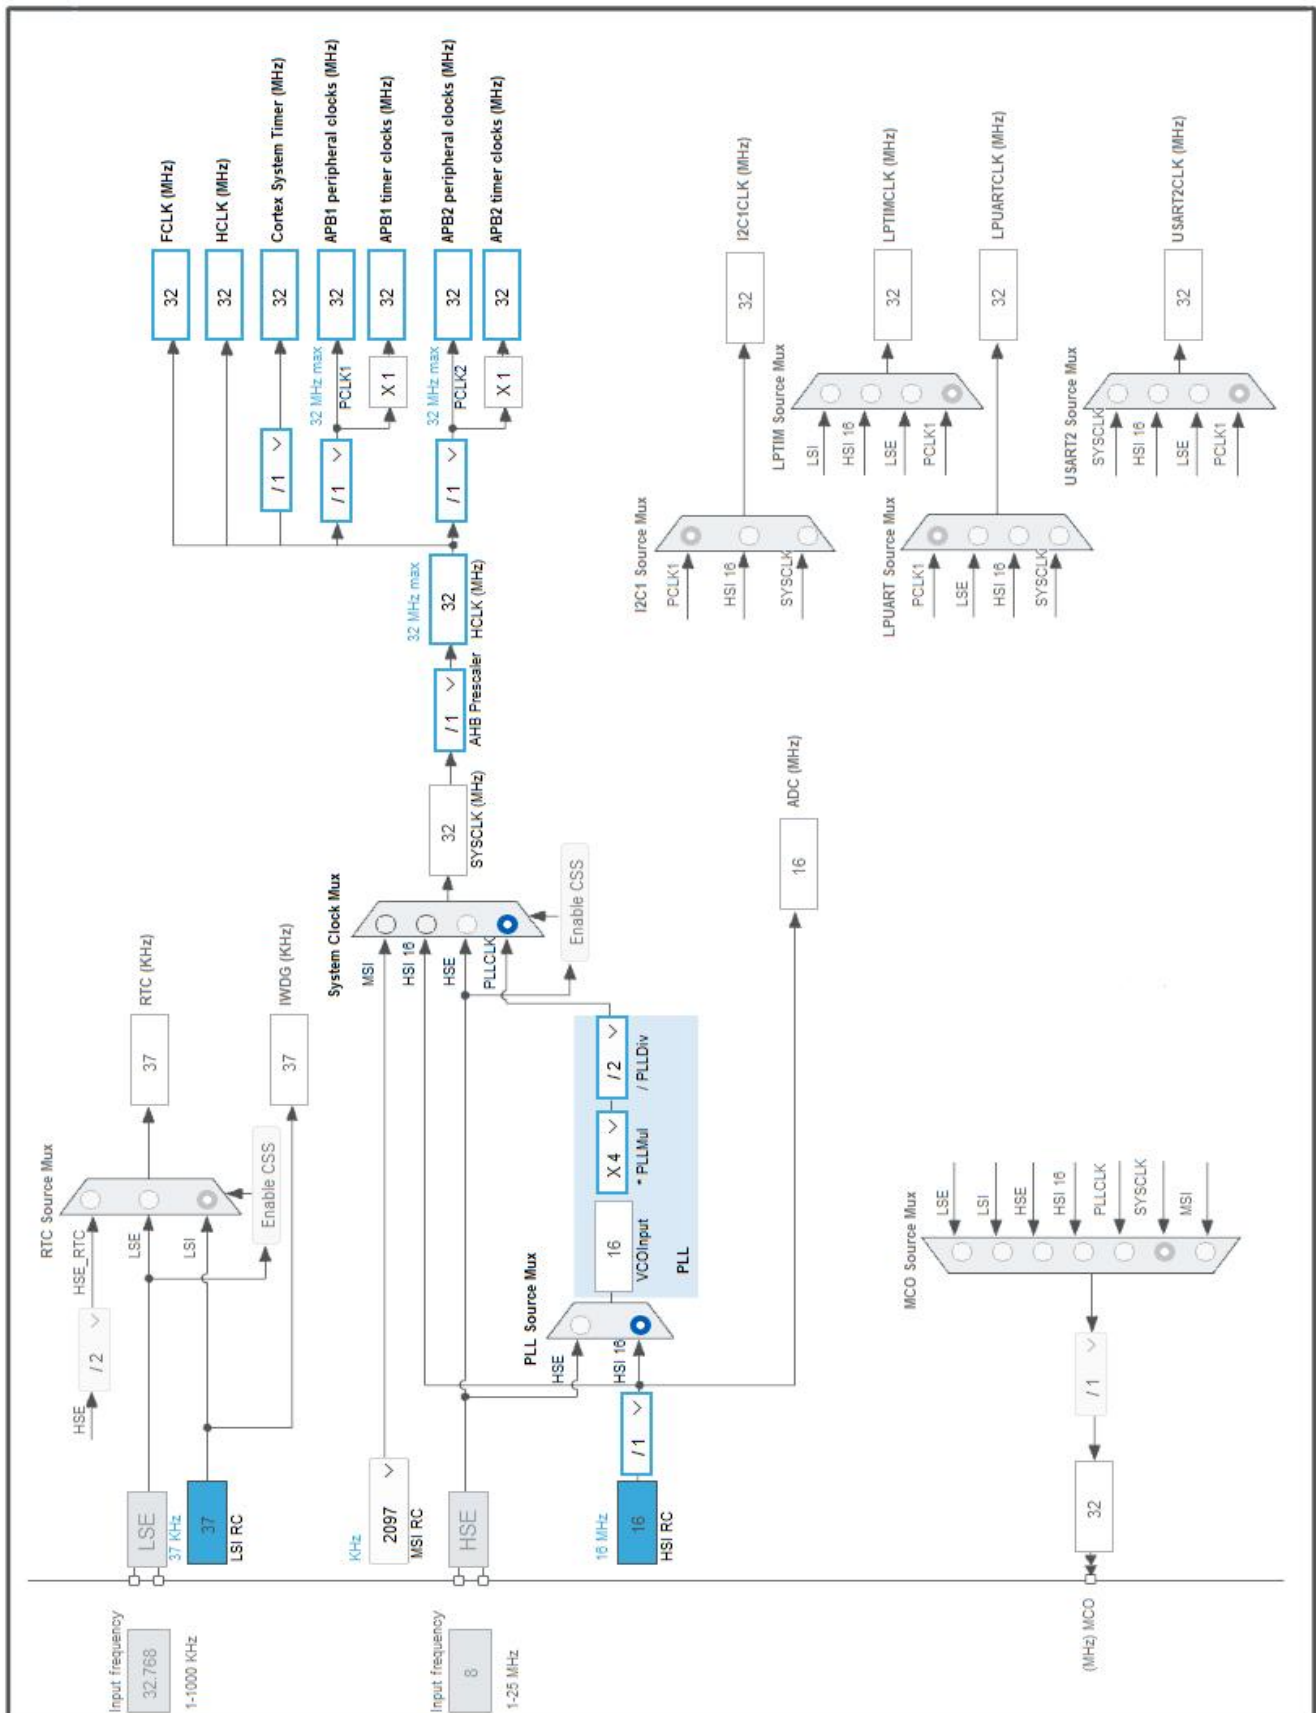 Input frequency
32.768
1-1000 KHz
LSE
37 KHz
37
LSI RC
HSE
/ 2
HSE_RTC
LSE
LSI
RTC Source Mux
Enable CSS
37
RTC (KHz)
37
IWDG (KHz)
Input frequency
8
1-25 MHz
KHz
2097
MSI RC
HSE
16 MHz
16
HSI RC
/ 1
PLL Source Mux
HSE
HSI 16
16
VCOInput
X 4
* PLLMul
/ 2
/ PLLDiv
PLL
System Clock Mux
MSI
HSI 16
HSE
PLLCLK
Enable CSS
32
SYSCLK (MHz)
/ 1
AHB Prescaler
32 MHz max
32
HCLK (MHz)
16
ADC (MHz)
32
FCLK (MHz)
32
HCLK (MHz)
/ 1
32
Cortex System Timer (MHz)
/ 1
32 MHz max
PCLK1
32
APB1 peripheral clocks (MHz)
X 1
32
APB1 timer clocks (MHz)
/ 1
32 MHz max
PCLK2
32
APB2 peripheral clocks (MHz)
X 1
32
APB2 timer clocks (MHz)
I2C1 Source Mux
PCLK1
HSI 16
SYSCLK
32
I2C1CLK (MHz)
LPTIM Source Mux
LSI
HSI 16
LSE
PCLK1
32
LPTIMCLK (MHz)
LPUART Source Mux
PCLK1
LSE
HSI 16
SYSCLK
32
LPUARTCLK (MHz)
USART2 Source Mux
SYSCLK
HSI 16
LSE
PCLK1
32
USART2CLK (MHz)
MCO Source Mux
LSE
LSI
HSE
HSI 16
PLLCLK
SYSCLK
MSI
/ 1
32
(MHz) MCO